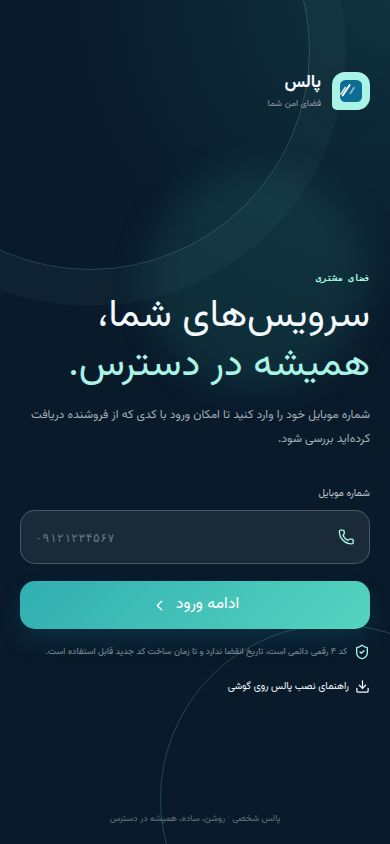 پالس
فضای امن شما
فضای مشتری
سرویس‌های شما،
همیشه در دسترس.
شماره موبایل خود را وارد کنید تا امکان ورود با کدی که از فروشنده دریافت
کرده‌اید بررسی شود.
شماره موبایل
۰۹۱۲۱۲۳۴۵۶۷
ادامه ورود
کد ۴ رقمی دائمی است، تاریخ انقضا ندارد و تا زمان ساخت کد جدید قابل استفاده است.
راهنمای نصب پالس روی گوشی
پالس شخصی · روشن، ساده، همیشه در دسترس